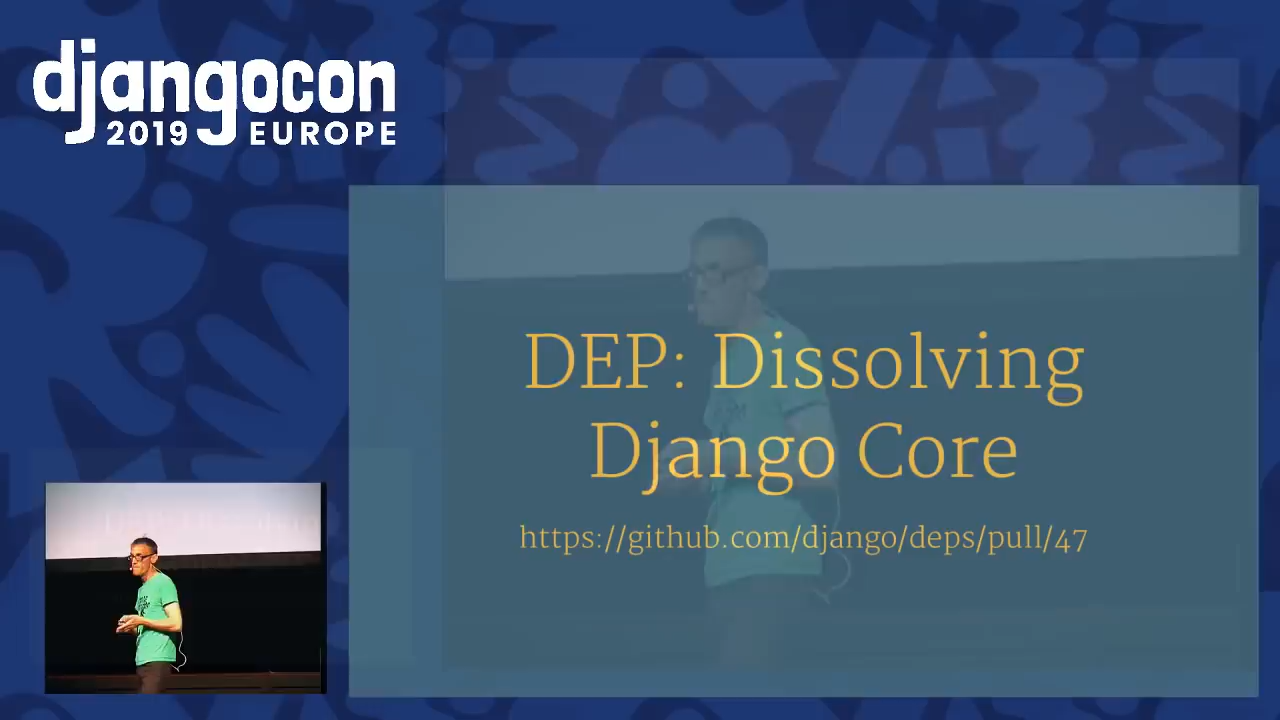 djangocon
2019 EUROPE
DEP: Dissolving
Django Core
https://github.com/django/deps/pull/47